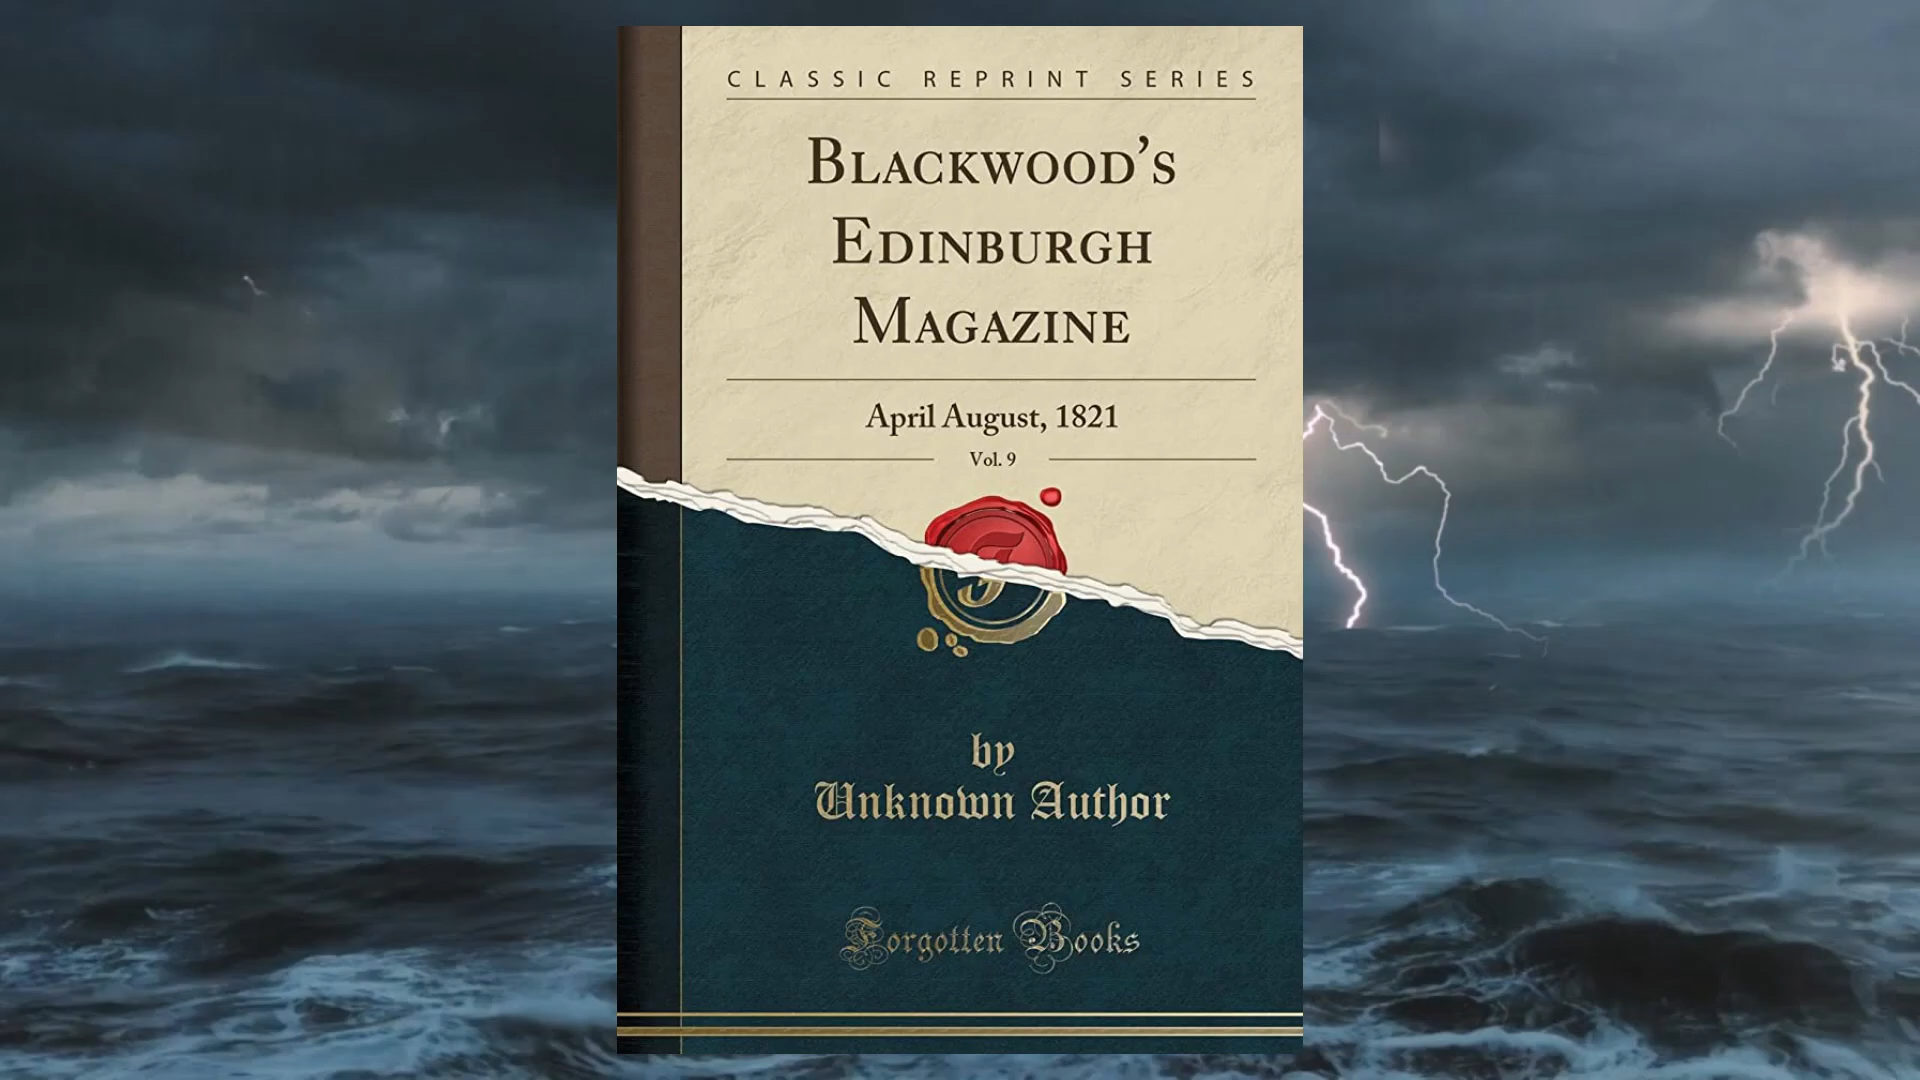 CLASSIC REPRINT SERIES
BLACKWOOD'S
EDINBURGH
MAGAZINE
April August, 1821
Vol. 9
by
Unknown Author
Forgotten Books